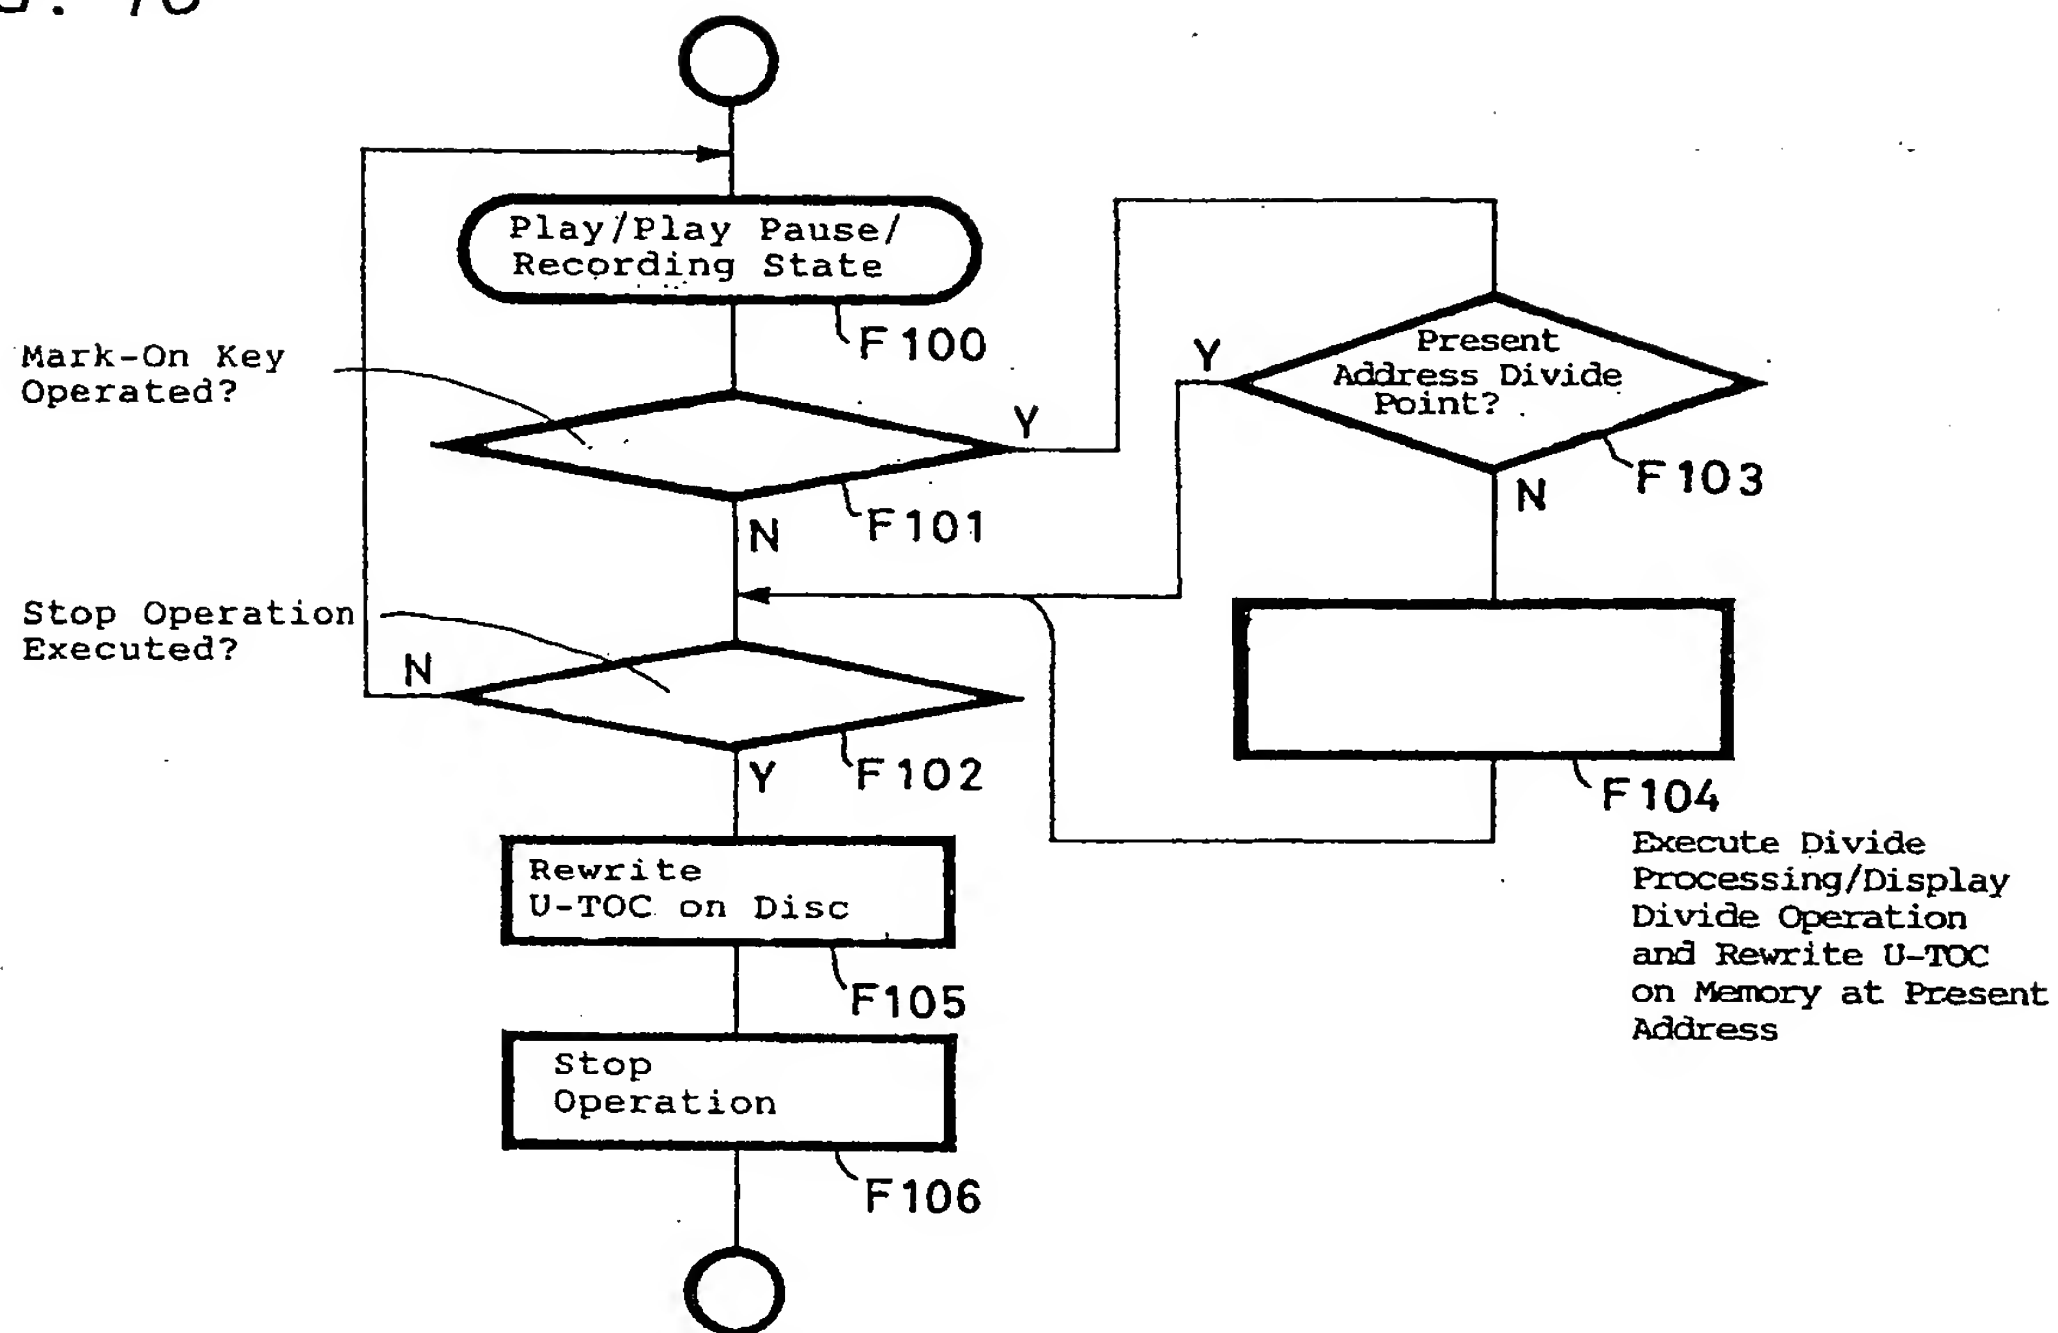 Play/Play Pause/
Recording State
F100
Mark-On Key
Operated?
Y
F101
N
Present
Address Divide
Point?
Y
F103
N
Stop Operation
Executed?
N
F102
Y
F104
Execute Divide
Processing/Display
Divide Operation
and Rewrite U-TOC
on Memory at Present
Address
Rewrite
U-TOC on Disc
F105
Stop
Operation
F106